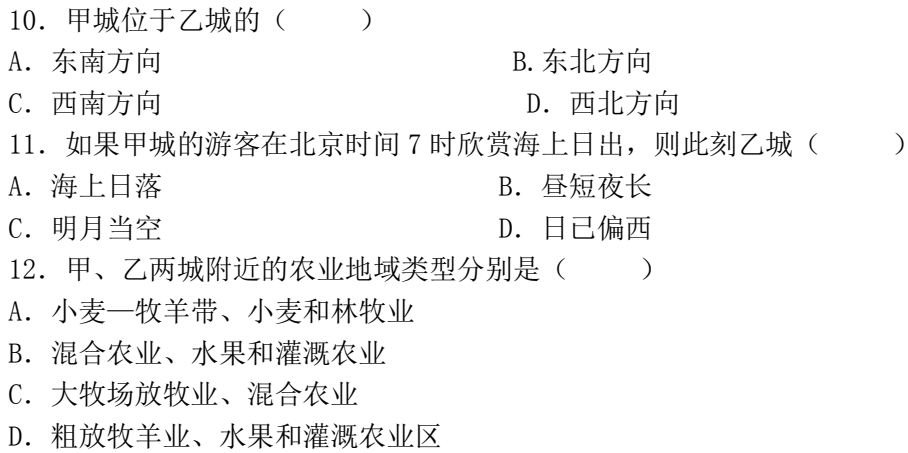 10. 甲城位于乙城的（　　）
A. 东南方向 B. 东北方向
C. 西南方向 D. 西北方向
11. 如果甲城的游客在北京时间 7 时欣赏海上日出，则此刻乙城（　　）
A. 海上日落 B. 昼短夜长
C. 明月当空 D. 日已偏西
12. 甲、乙两城附近的农业地域类型分别是（　　）
A. 小麦—牧羊带、小麦和林牧业
B. 混合农业、水果和灌溉农业
C. 大牧场放牧业、混合农业
D. 粗放牧羊业、水果和灌溉农业区